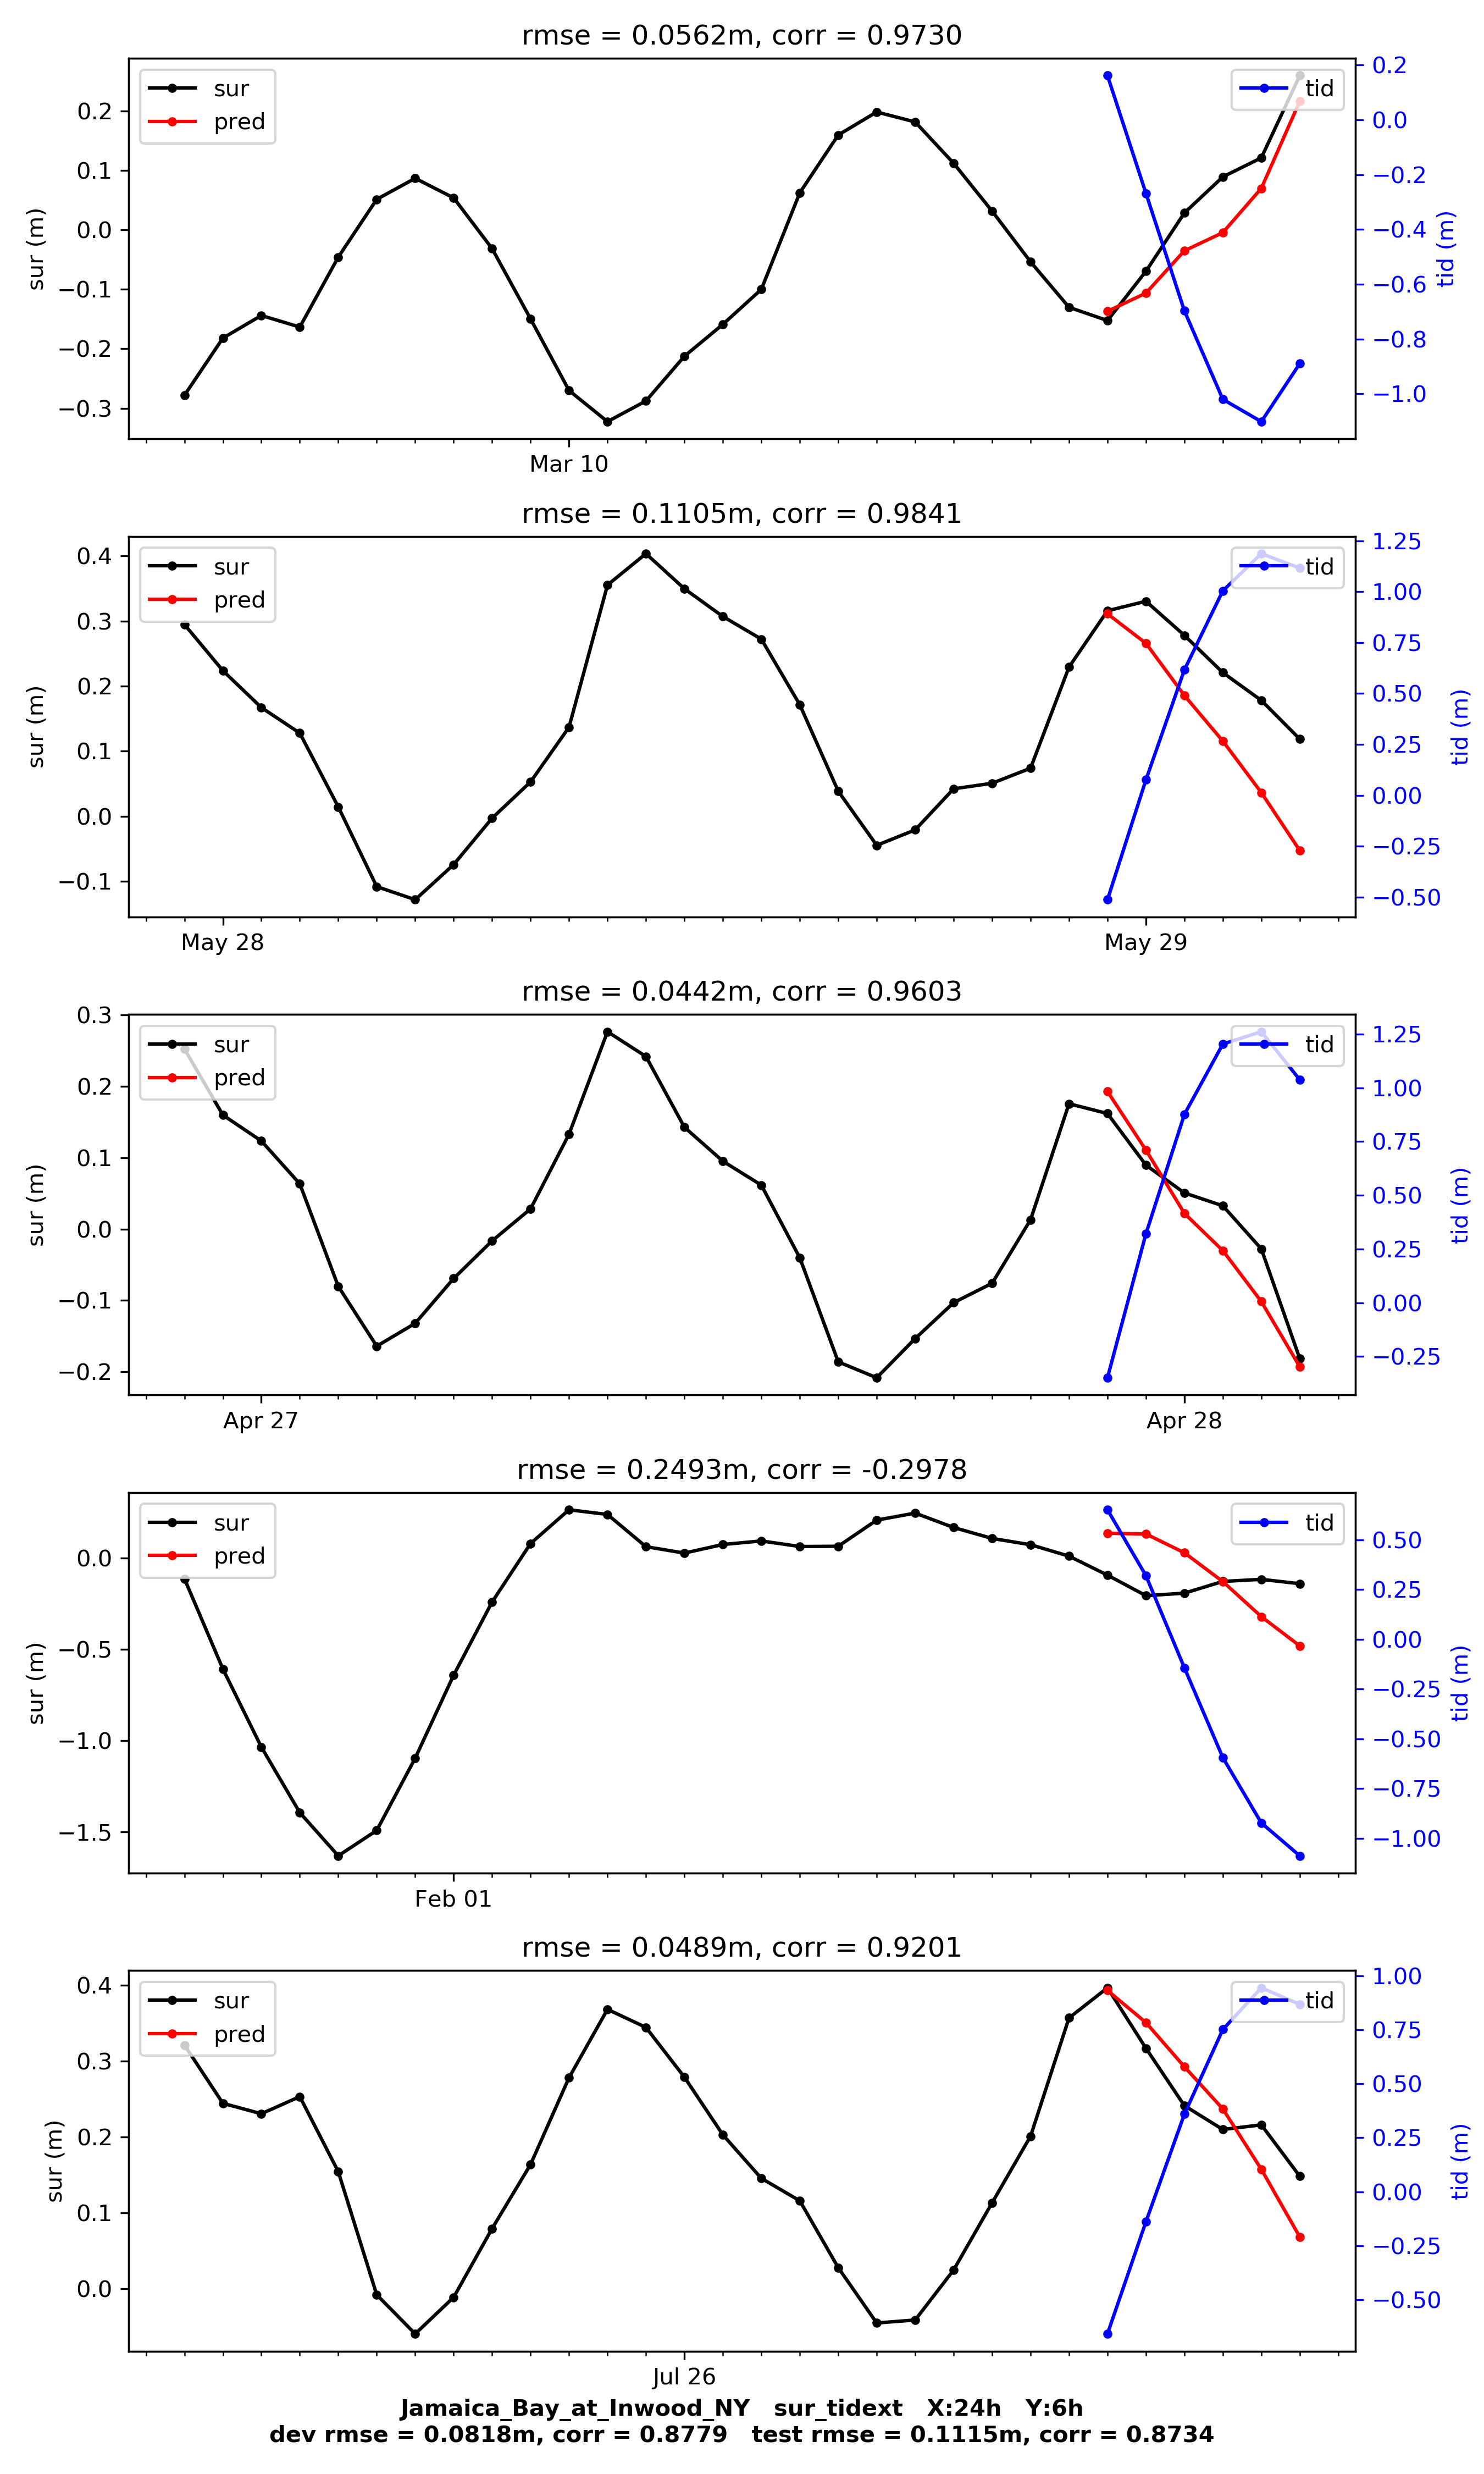 rmse = 0.0562m, corr = 0.9730
sur
pred
tid
0.2
0.1
0.0
−0.1
−0.2
−0.3
sur (m)
0.2
0.0
−0.2
−0.4
−0.6
−0.8
−1.0
tid (m)
Mar 10
rmse = 0.1105m, corr = 0.9841
sur
pred
tid
0.4
0.3
0.2
0.1
0.0
−0.1
sur (m)
1.25
1.00
0.75
0.50
0.25
0.00
−0.25
−0.50
tid (m)
May 28
May 29
rmse = 0.0442m, corr = 0.9603
sur
pred
tid
0.3
0.2
0.1
0.0
−0.1
−0.2
sur (m)
1.25
1.00
0.75
0.50
0.25
0.00
−0.25
tid (m)
Apr 27
Apr 28
rmse = 0.2493m, corr = -0.2978
sur
pred
tid
0.0
−0.5
−1.0
−1.5
sur (m)
0.50
0.25
0.00
−0.25
−0.50
−0.75
−1.00
tid (m)
Feb 01
rmse = 0.0489m, corr = 0.9201
sur
pred
tid
0.4
0.3
0.2
0.1
0.0
sur (m)
1.00
0.75
0.50
0.25
0.00
−0.25
−0.50
tid (m)
Jul 26
Jamaica_Bay_at_Inwood_NY   sur_tidext   X:24h   Y:6h
dev rmse = 0.0818m, corr = 0.8779   test rmse = 0.1115m, corr = 0.8734